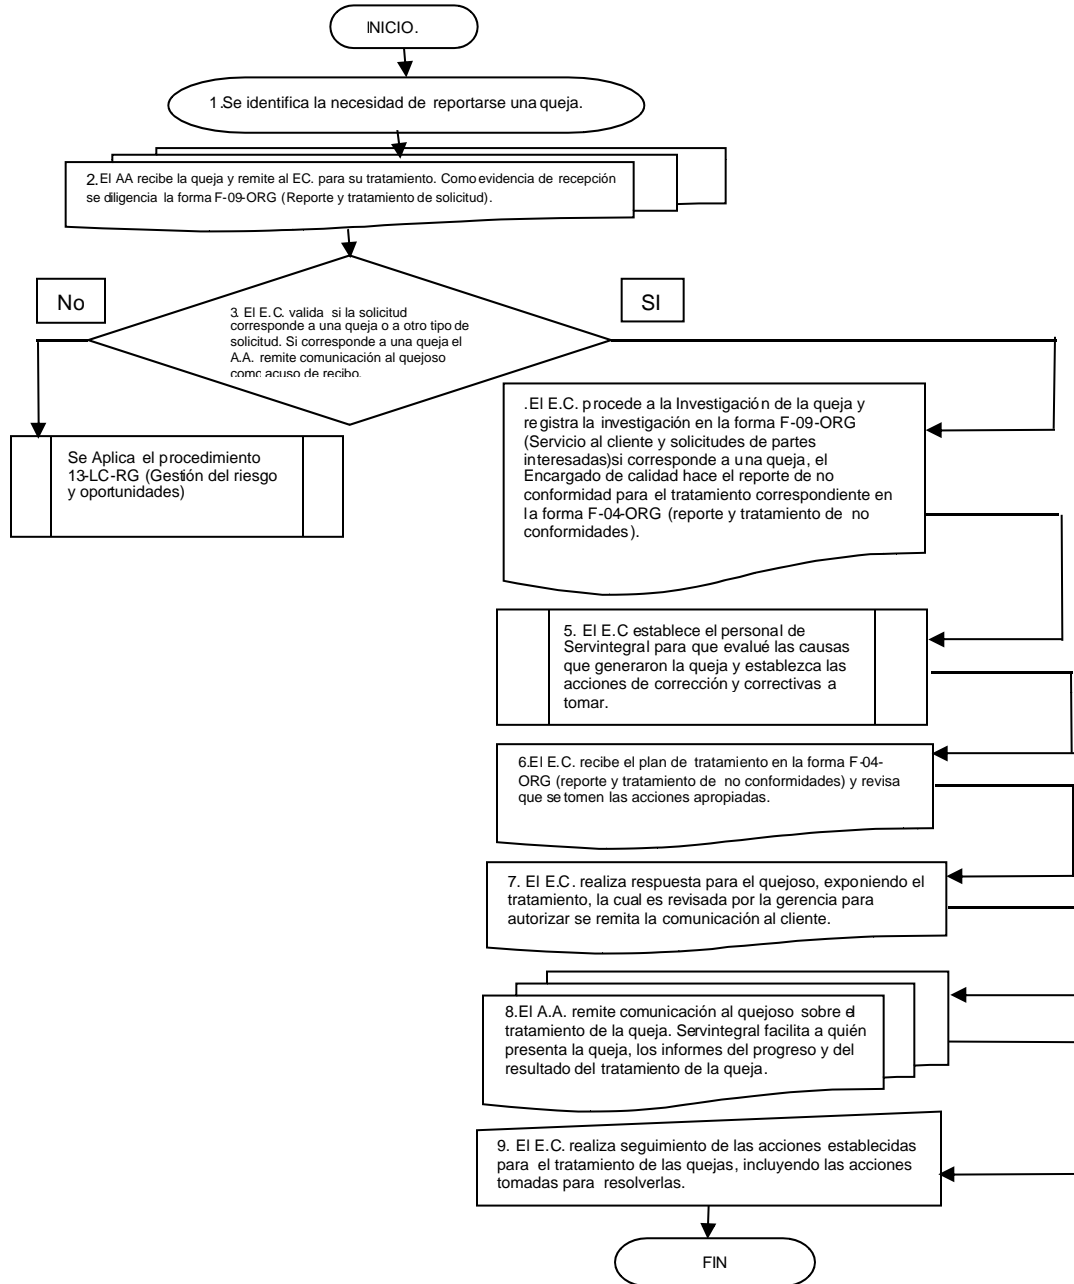 INICIO.
1.Se identifica la necesidad de reportarse una queja.
2.El AA recibe la queja y remite al EC. para su tratamiento. Como evidencia de recepción
se diligencia la forma F-09-ORG (Reporte y tratamiento de solicitud).
No
SI
3. El E.C. valida si la solicitud
corresponde a una queja o a otro tipo de
solicitud. Si corresponde a una queja el
A.A. remite comunicación al quejoso
como acuso de recibo.
Se Aplica el procedimiento
13-LC-RG (Gestión del riesgo
y oportunidades)
.El E.C. procede a la Investigación de la queja y
registra la investigación en la forma F-09-ORG
(Servicio al cliente y solicitudes de partes
interesadas)si corresponde a una queja, el
Encargado de calidad hace el reporte de no
conformidad para el tratamiento correspondiente en
la forma F-04-ORG (reporte y tratamiento de no
conformidades).
5. El E.C establece el personal de
Servintegral para que evalué las causas
que generaron la queja y establezca las
acciones de corrección y correctivas a
tomar.
6.El E.C. recibe el plan de tratamiento en la forma F-04-
ORG (reporte y tratamiento de no conformidades) y revisa
que se tomen las acciones apropiadas.
7. El E.C. realiza respuesta para el quejoso, exponiendo el
tratamiento, la cual es revisada por la gerencia para
autorizar se remita la comunicación al cliente.
8.El A.A. remite comunicación al quejoso sobre el
tratamiento de la queja. Servintegral facilita a quién
presenta la queja, los informes del progreso y del
resultado del tratamiento de la queja.
9. El E.C. realiza seguimiento de las acciones establecidas
para el tratamiento de las quejas, incluyendo las acciones
tomadas para resolverlas.
FIN